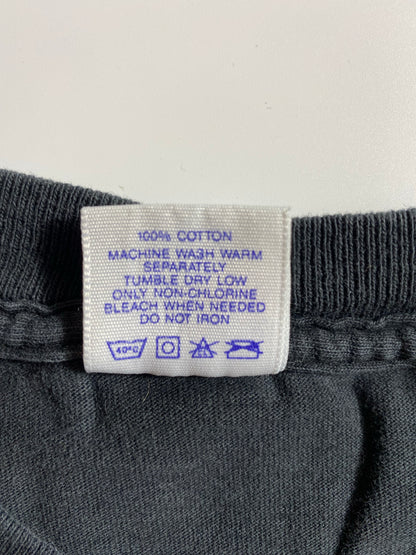 100% COTTON
MACHINE WASH WARM
SEPARATELY
TUMBLE DRY LOW
ONLY NON-CHLORINE
BLEACH WHEN NEEDED
DO NOT IRON
40°C